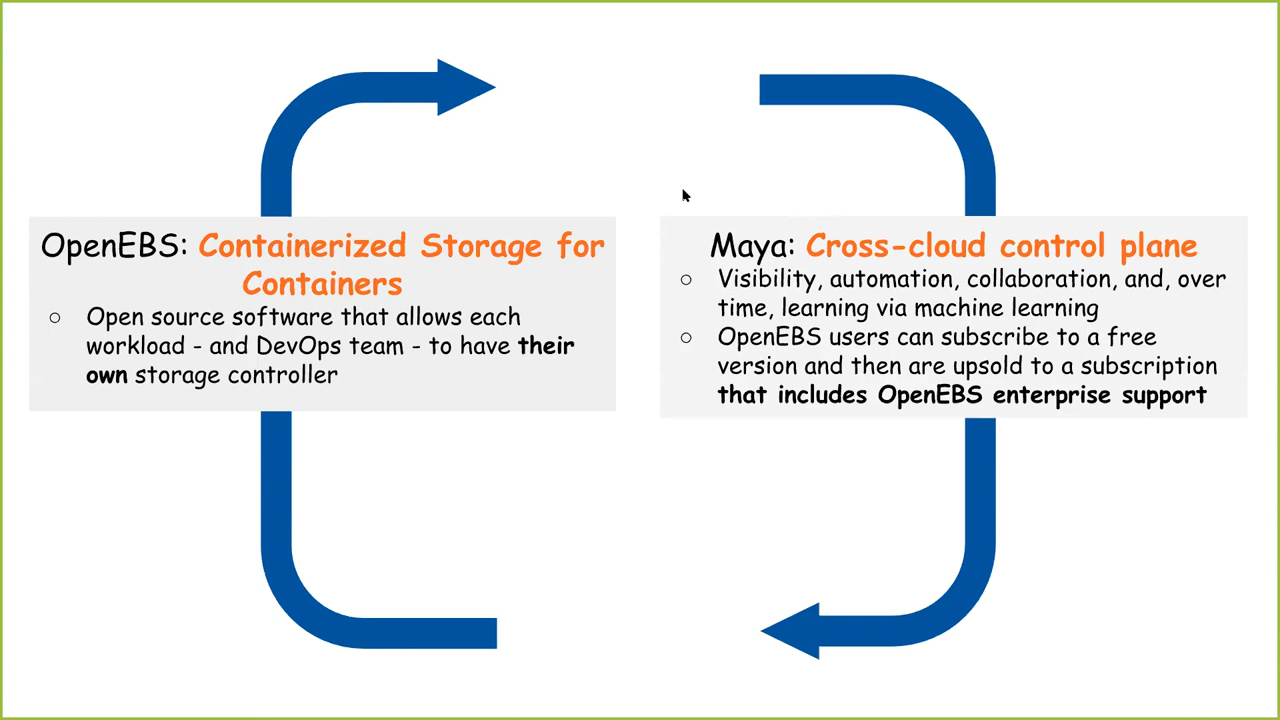 OpenEBS: Containerized Storage for
Containers
○ Open source software that allows each
workload - and DevOps team - to have their
own storage controller
Maya: Cross-cloud control plane
○ Visibility, automation, collaboration, and, over
time, learning via machine learning
○ OpenEBS users can subscribe to a free
version and then are upsold to a subscription
that includes OpenEBS enterprise support